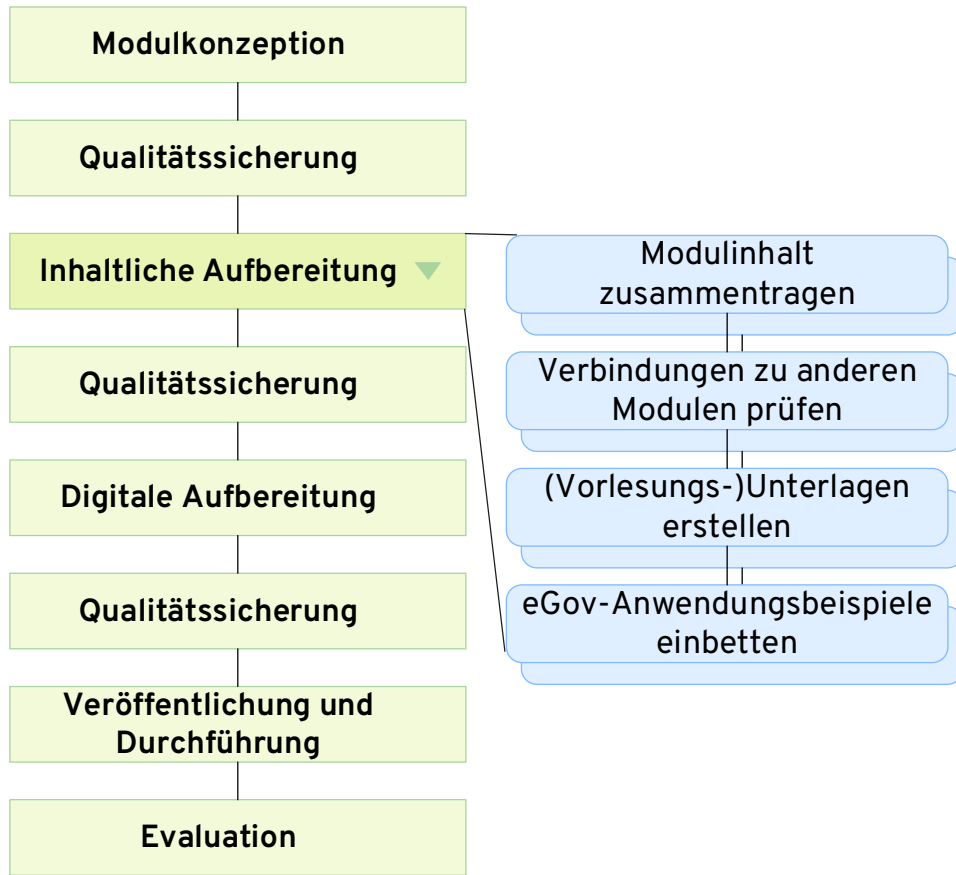 Modulkonzeption
Qualitätssicherung
Inhaltliche Aufbereitung
Qualitätssicherung
Digitale Aufbereitung
Qualitätssicherung
Veröffentlichung und
Durchführung
Evaluation
Modulinhalt
zusammentragen
Verbindungen zu anderen
Modulen prüfen
(Vorlesungs-)Unterlagen
erstellen
eGov-Anwendungsbeispiele
einbetten